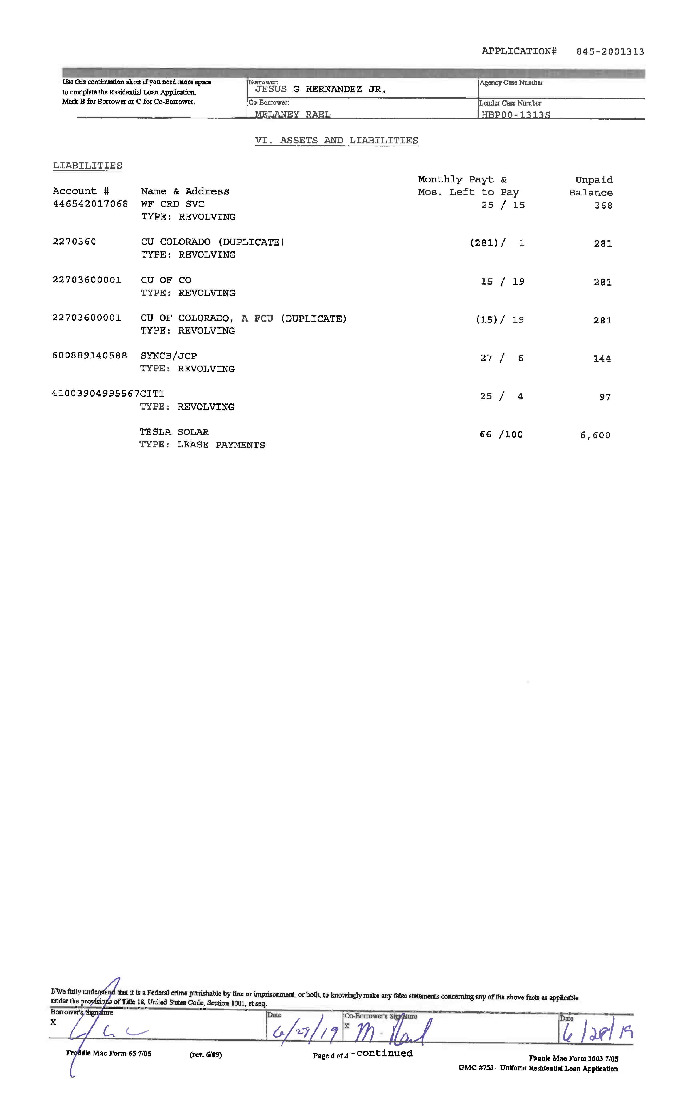 APPLICATION# 845-2001313
Use this continuation sheet if you need more space
to complete the Residential Loan Application.
Mark B for Borrower or C for Co-Borrower.
Borrower: JESUS G HERNANDEZ JR.
Agency Case Number
Co-Borrower: MELANEY RAEL
Lender Case Number HBP00-1313S
VI. ASSETS AND LIABILITIES
LIABILITIES
Monthly Payt & Unpaid
Account # Name & Address Mos. Left to Pay Balance
446542017068 WF CRD SVC 25 / 15 368
TYPE: REVOLVING
2270360 CU COLORADO (DUPLICATE) (281)/ 1 281
TYPE: REVOLVING
22703600001 CU OF CO 15 / 19 281
TYPE: REVOLVING
22703600001 CU OF COLORADO, A FCU (DUPLICATE) (15)/ 19 281
TYPE: REVOLVING
600889140588 SYNCB/JCP 27 / 6 144
TYPE: REVOLVING
41003904995567CITI 25 / 4 97
TYPE: REVOLVING
TESLA SOLAR 66 /100 6,600
TYPE: LEASE PAYMENTS
I/We fully understand that it is a Federal crime punishable by fine or imprisonment, or both, to knowingly make any false statements concerning any of the above facts as applicable
under the provisions of Title 18, United States Code, Section 1001, et seq.
Borrower's Signature Date Co-Borrower's Signature Date
X 6/27/19 X M. Rael 6/28/19
Freddie Mac Form 65 7/05 (rev. 6/09) Page 4 of 4 -continued Fannie Mae Form 1003 7/05
GMC 8753 - Uniform Residential Loan Application